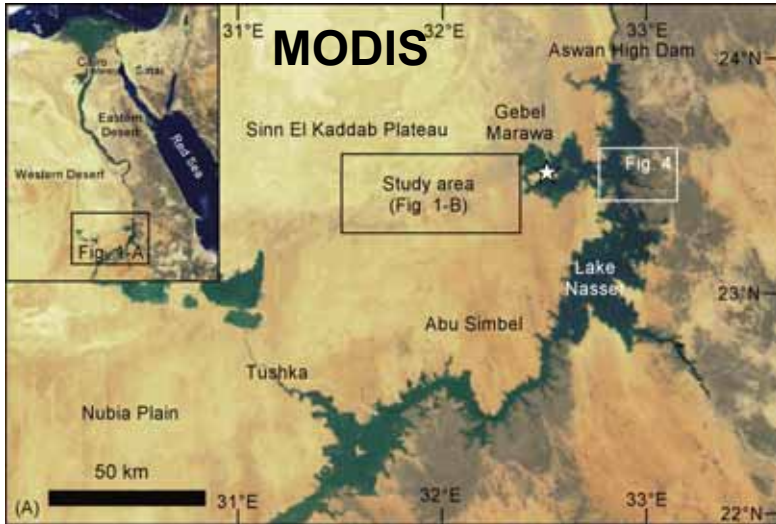 MODIS
31°E
32°E
33°E
Aswan High Dam
24°N
Cairo
Sinai
Eastern
Desert
Red Sea
Western Desert
Fig. 1-A
Sinn El Kaddab Plateau
Gebel
Marawa
Study area
(Fig. 1-B)
Fig. 4
Lake
Nasser
23°N
Abu Simbel
Tushka
Nubia Plain
50 km
(A)
31°E
32°E
33°E
22°N